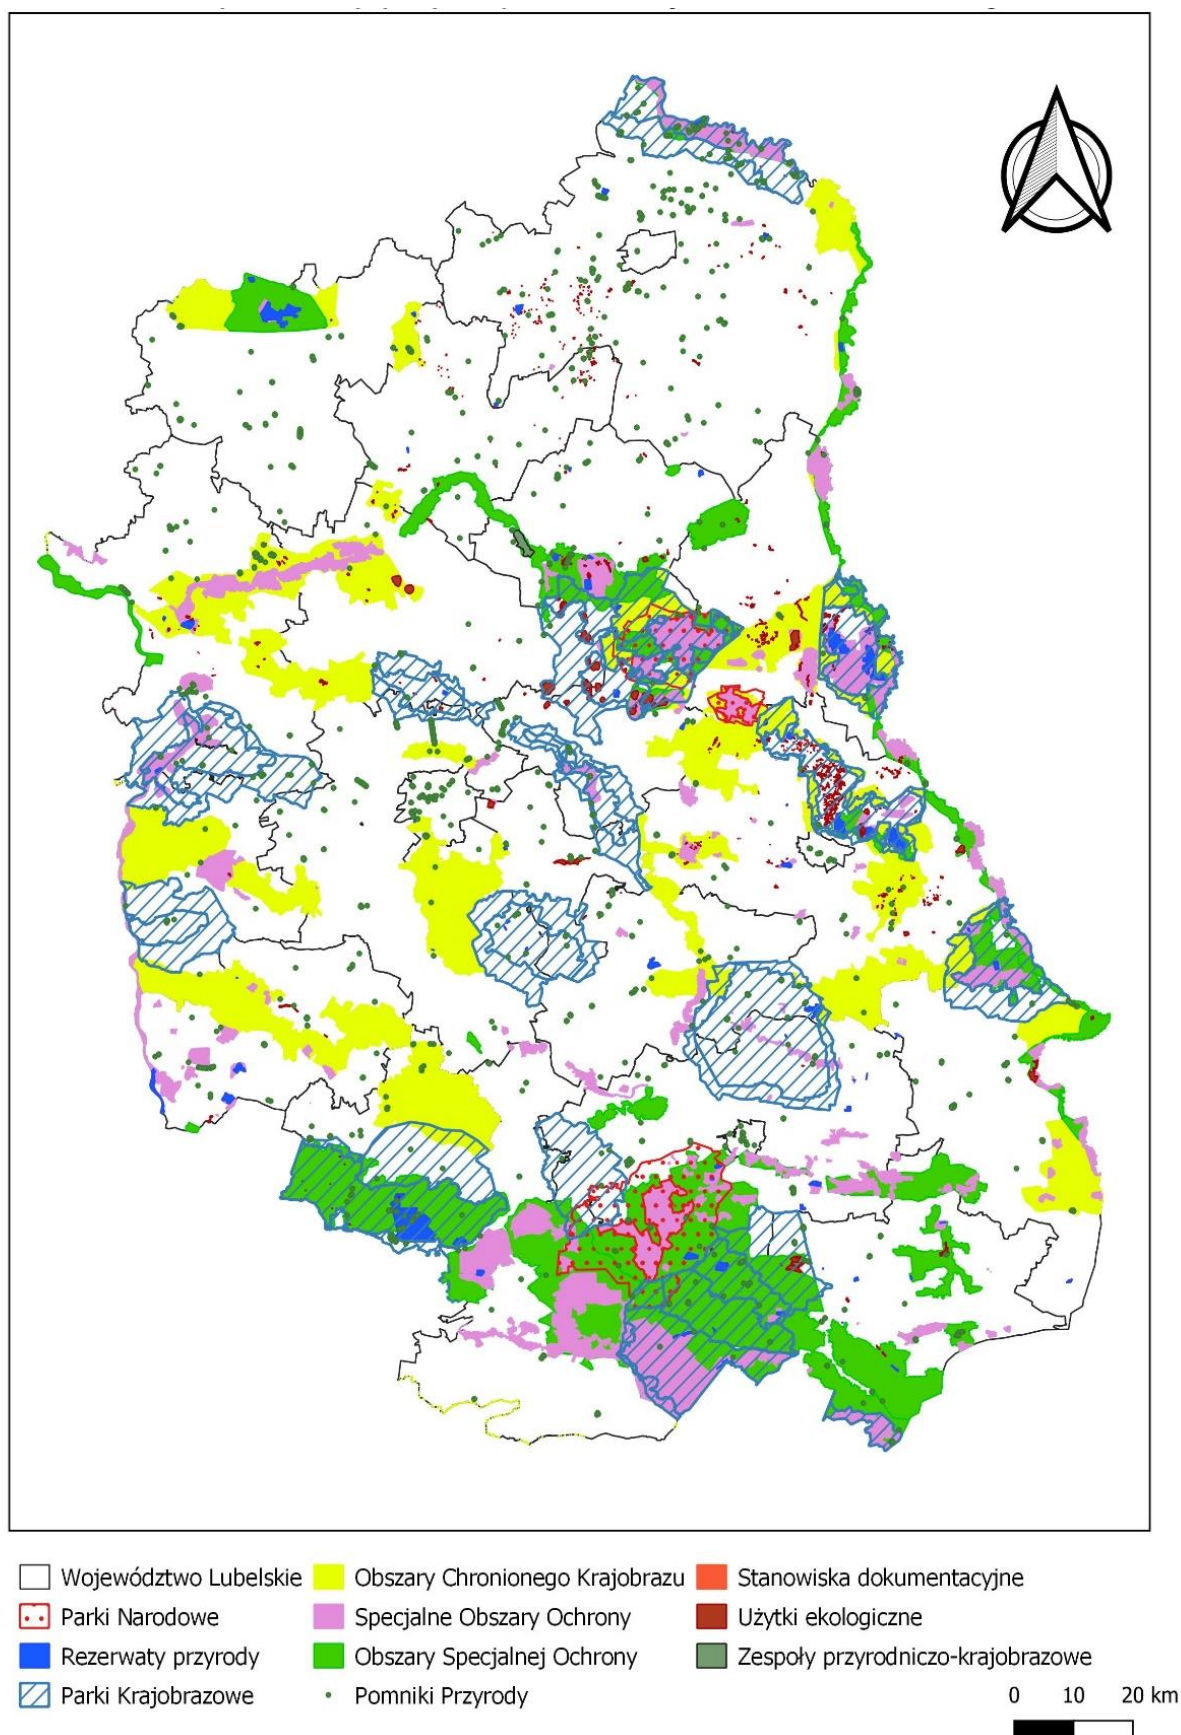 Województwo Lubelskie
Parki Narodowe
Rezerwaty przyrody
Parki Krajobrazowe
Obszary Chronionego Krajobrazu
Specjalne Obszary Ochrony
Obszary Specjalnej Ochrony
Pomniki Przyrody
Stanowiska dokumentacyjne
Użytki ekologiczne
Zespoły przyrodniczo-krajobrazowe
0 10 20 km